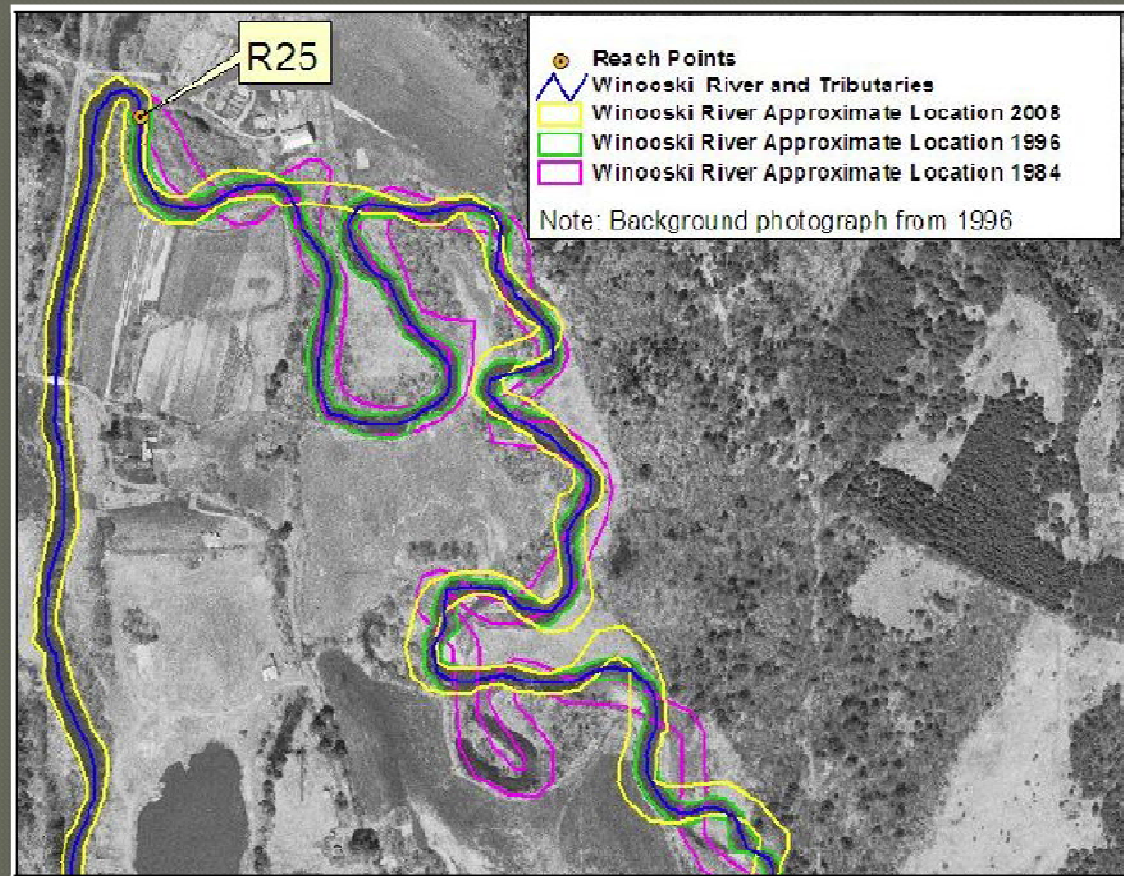 R25
Reach Points
Winooski River and Tributaries
Winooski River Approximate Location 2008
Winooski River Approximate Location 1996
Winooski River Approximate Location 1984
Note: Background photograph from 1996